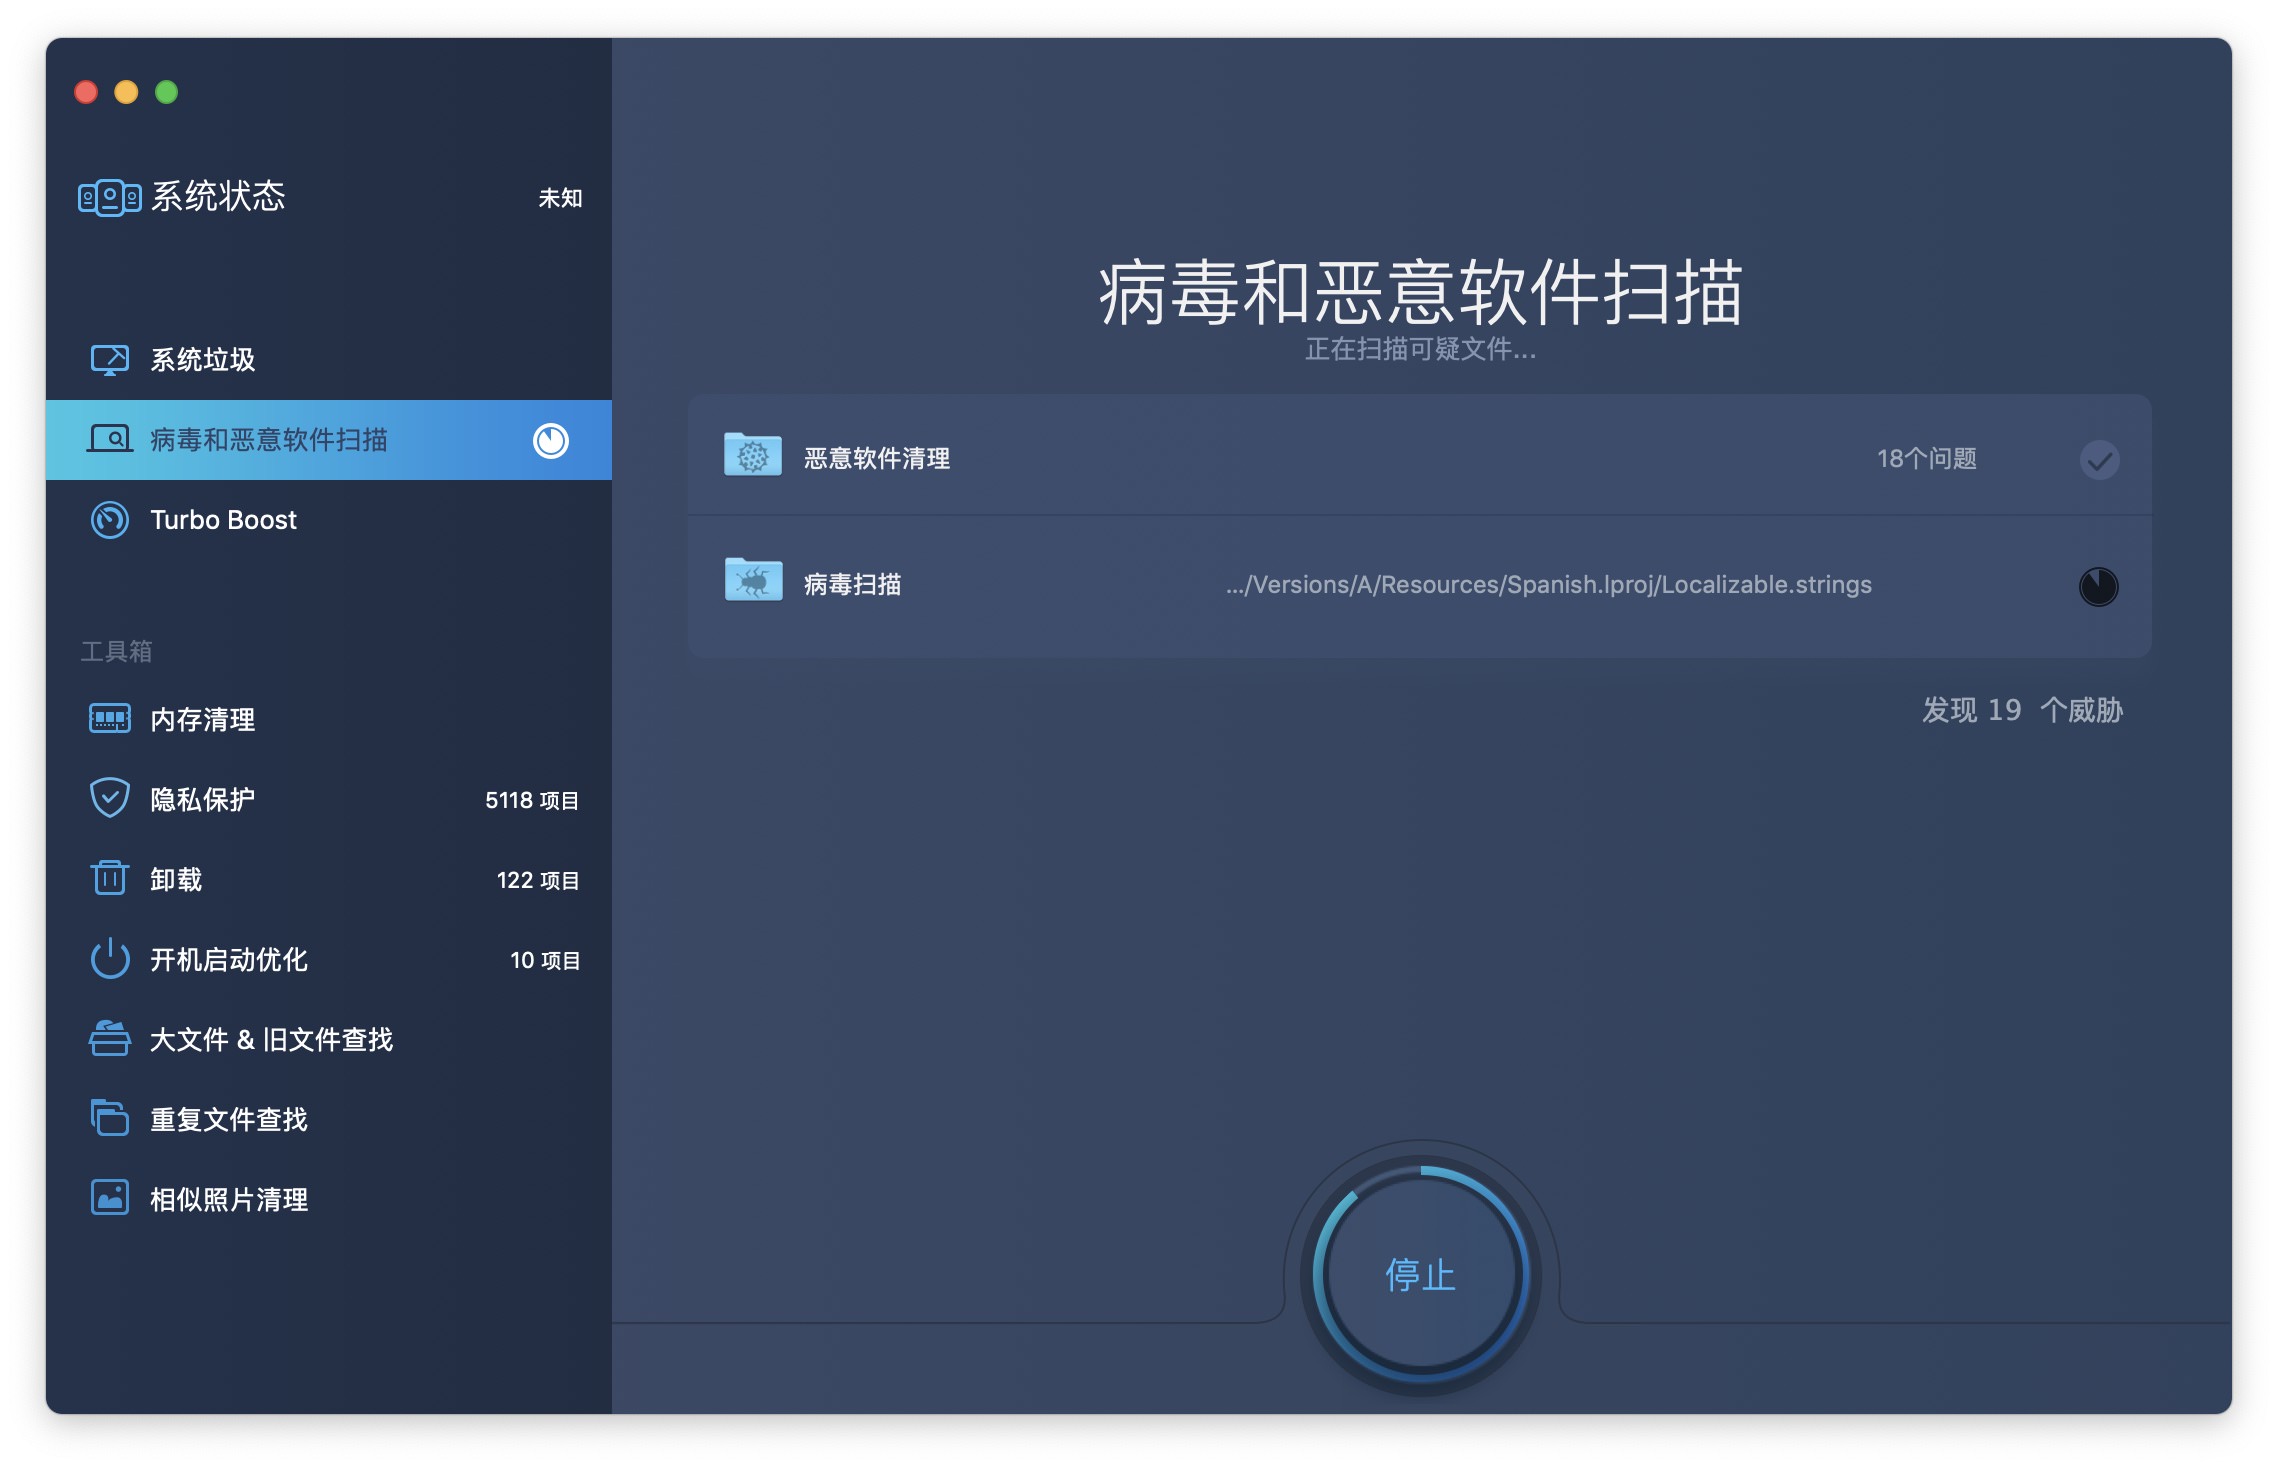 系统状态
未知
系统垃圾
病毒和恶意软件扫描
Turbo Boost
工具箱
内存清理
隐私保护
5118 项目
卸载
122 项目
开机启动优化
10 项目
大文件 & 旧文件查找
重复文件查找
相似照片清理
病毒和恶意软件扫描
正在扫描可疑文件...
恶意软件清理
18个问题
病毒扫描
.../Versions/A/Resources/Spanish.lproj/Localizable.strings
发现 19 个威胁
停止